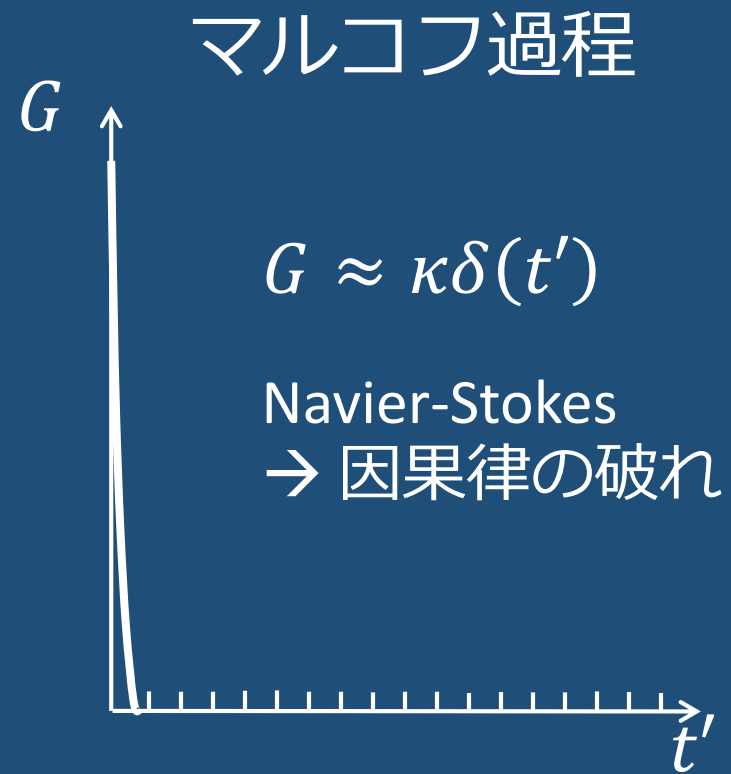 マルコフ過程
G
G ≈ κδ(t′)
Navier-Stokes
→ 因果律の破れ
t′